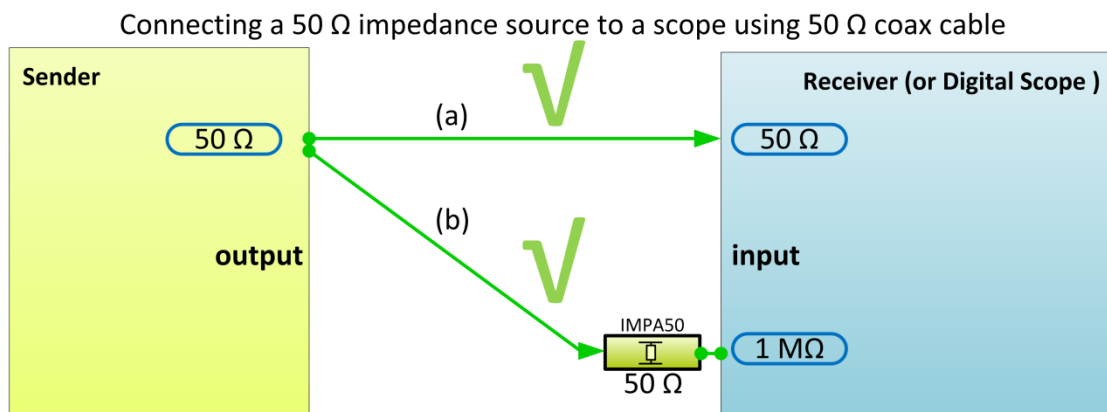 Connecting a 50 Ω impedance source to a scope using 50 Ω coax cable
Sender
Receiver (or Digital Scope )
(a)
50 Ω
50 Ω
(b)
output
input
IMPA50
1 MΩ
50 Ω